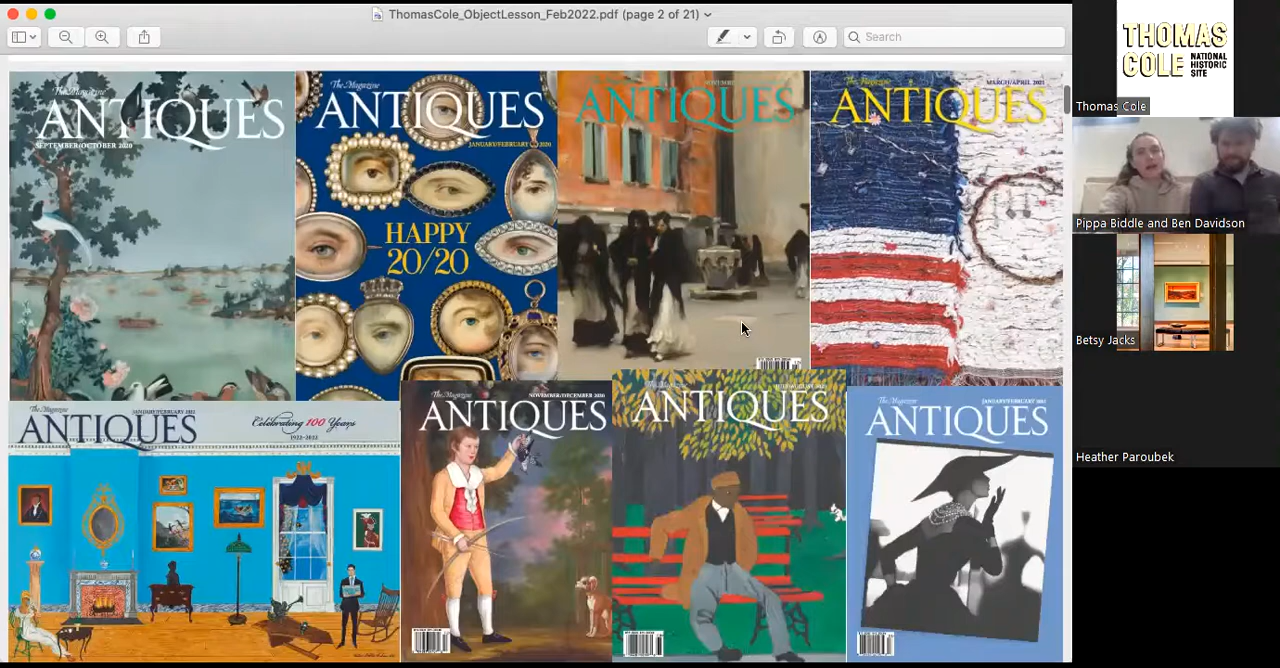 ThomasCole_ObjectLesson_Feb2022.pdf (page 2 of 21)
Search
The Magazine
ANTIQUES
SEPTEMBER/OCTOBER 2020
The Magazine
ANTIQUES
JANUARY/FEBRUARY 2020
HAPPY
20/20
ANTIQUES
MARCH/APRIL 2021
The Magazine
ANTIQUES
The Magazine
JANUARY/FEBRUARY 2022
ANTIQUES
Celebrating 100 Years
1922–2022
The Magazine
NOVEMBER/DECEMBER 2020
ANTIQUES
The Magazine
ANTIQUES
The Magazine
ANTIQUES
THOMAS
COLE
NATIONAL
HISTORIC
SITE
Thomas Cole
Pippa Biddle and Ben Davidson
Betsy Jacks
Heather Paroubek